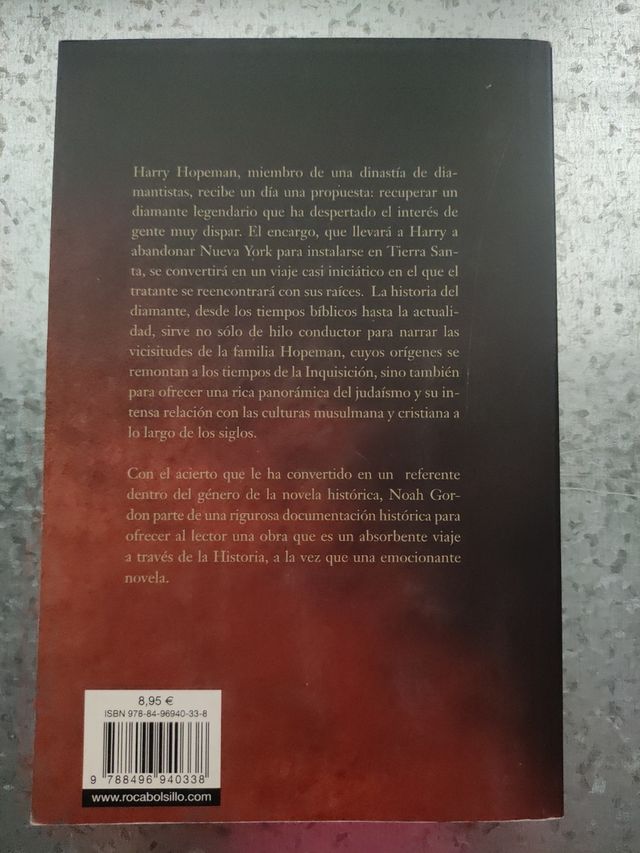 Harry Hopeman, miembro de una dinastía de dia-
mantistas, recibe un día una propuesta: recuperar un
diamante legendario que ha despertado el interés de
gente muy dispar. El encargo, que llevará a Harry a
abandonar Nueva York para instalarse en Tierra San-
ta, se convertirá en un viaje casi iniciático en el que el
tratante se reencontrará con sus raíces. La historia del
diamante, desde los tiempos bíblicos hasta la actuali-
dad, sirve no sólo de hilo conductor para narrar las
vicisitudes de la familia Hopeman, cuyos orígenes se
remontan a los tiempos de la Inquisición, sino también
para ofrecer una rica panorámica del judaísmo y su in-
tensa relación con las culturas musulmana y cristiana a
lo largo de los siglos.
Con el acierto que le ha convertido en un referente
dentro del género de la novela histórica, Noah Gor-
don parte de una rigurosa documentación histórica para
ofrecer al lector una obra que es un absorbente viaje
a través de la Historia, a la vez que una emocionante
novela.
8,95 €
ISBN 978-84-96940-33-8
9 788496 940338
www.rocabolsillo.com